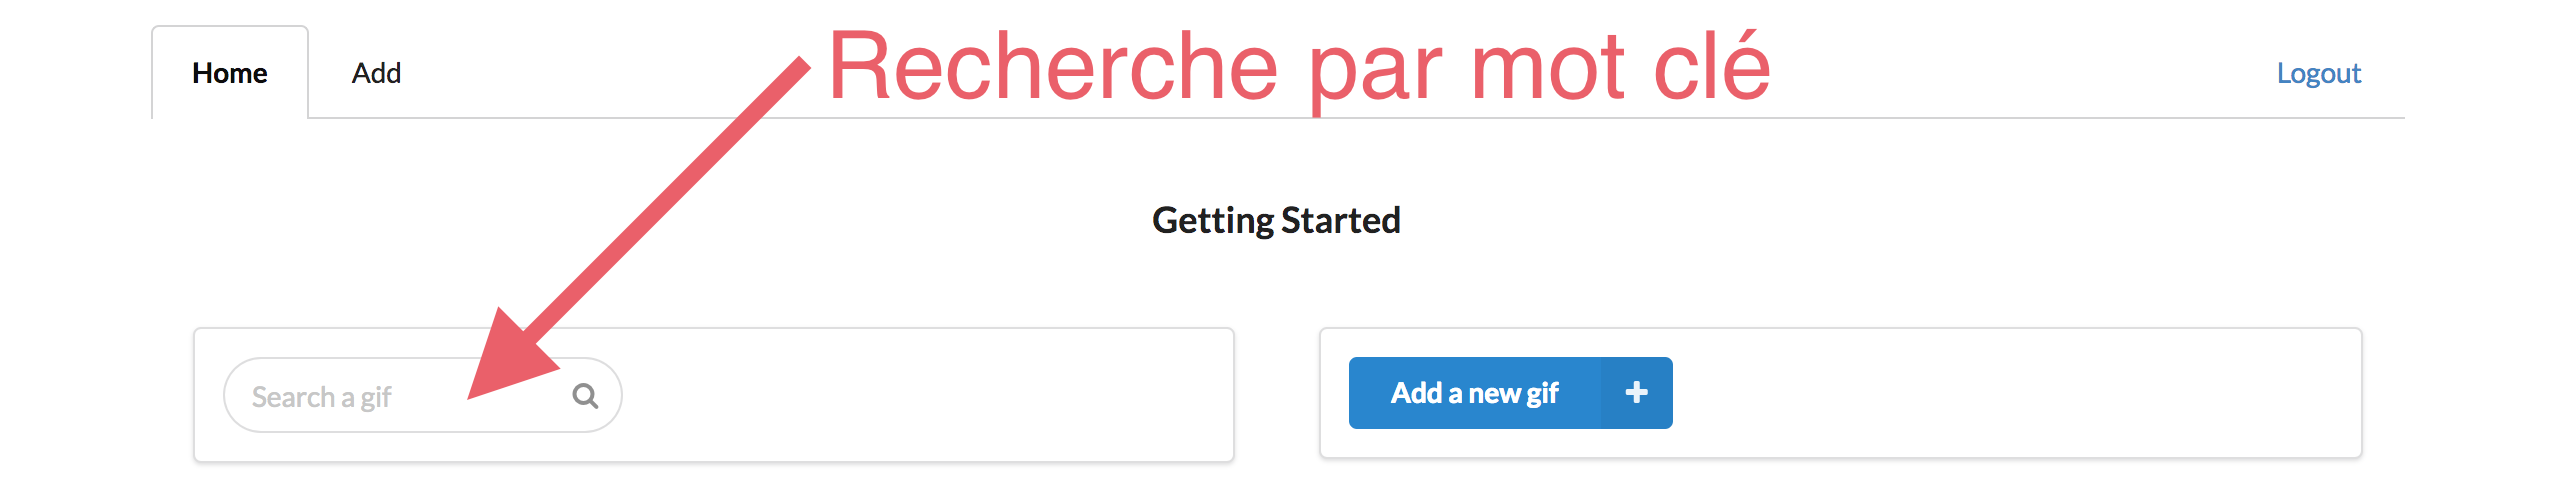 Home
Add
Recherche par mot clé
Logout
Getting Started
Search a gif
Add a new gif